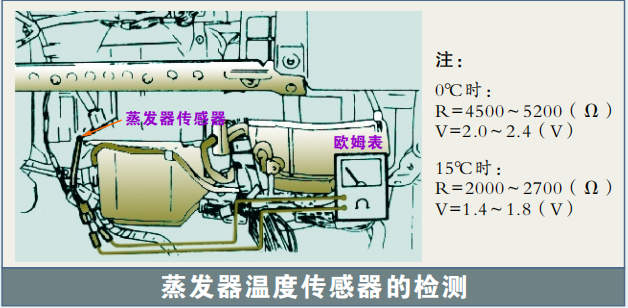 蒸发器传感器
欧姆表
Ω
注:
0℃时:
R=4500~5200(Ω)
V=2.0~2.4(V)
15℃时:
R=2000~2700(Ω)
V=1.4~1.8(V)
蒸发器温度传感器的检测